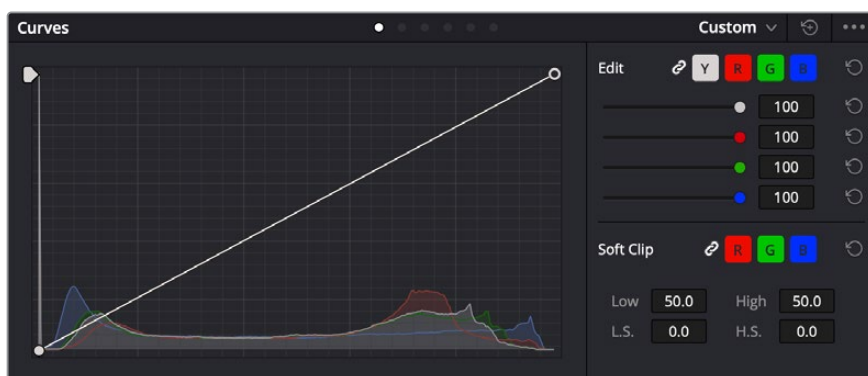 Curves Custom
Edit Y R G B
100
100
100
100
Soft Clip R G B
Low 50.0 High 50.0
L.S. 0.0 H.S. 0.0